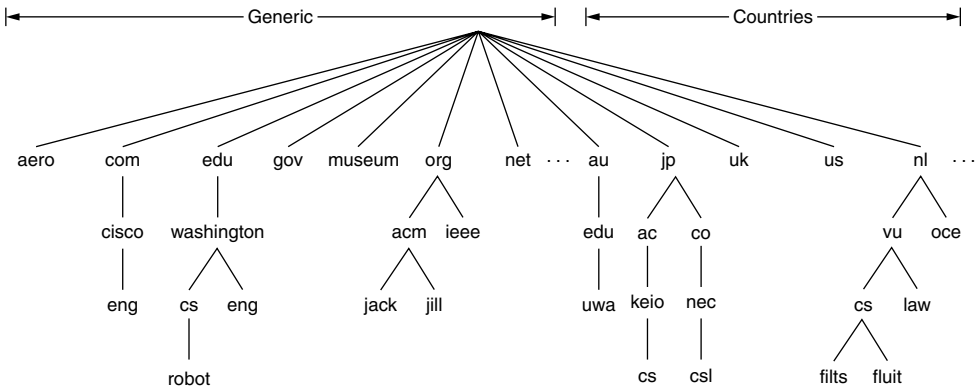 Generic Countries
aero com edu gov museum org net ... au jp uk us nl ...
cisco washington acm ieee edu ac co vu oce
eng cs eng jack jill uwa keio nec cs law
robot cs csl filts fluit